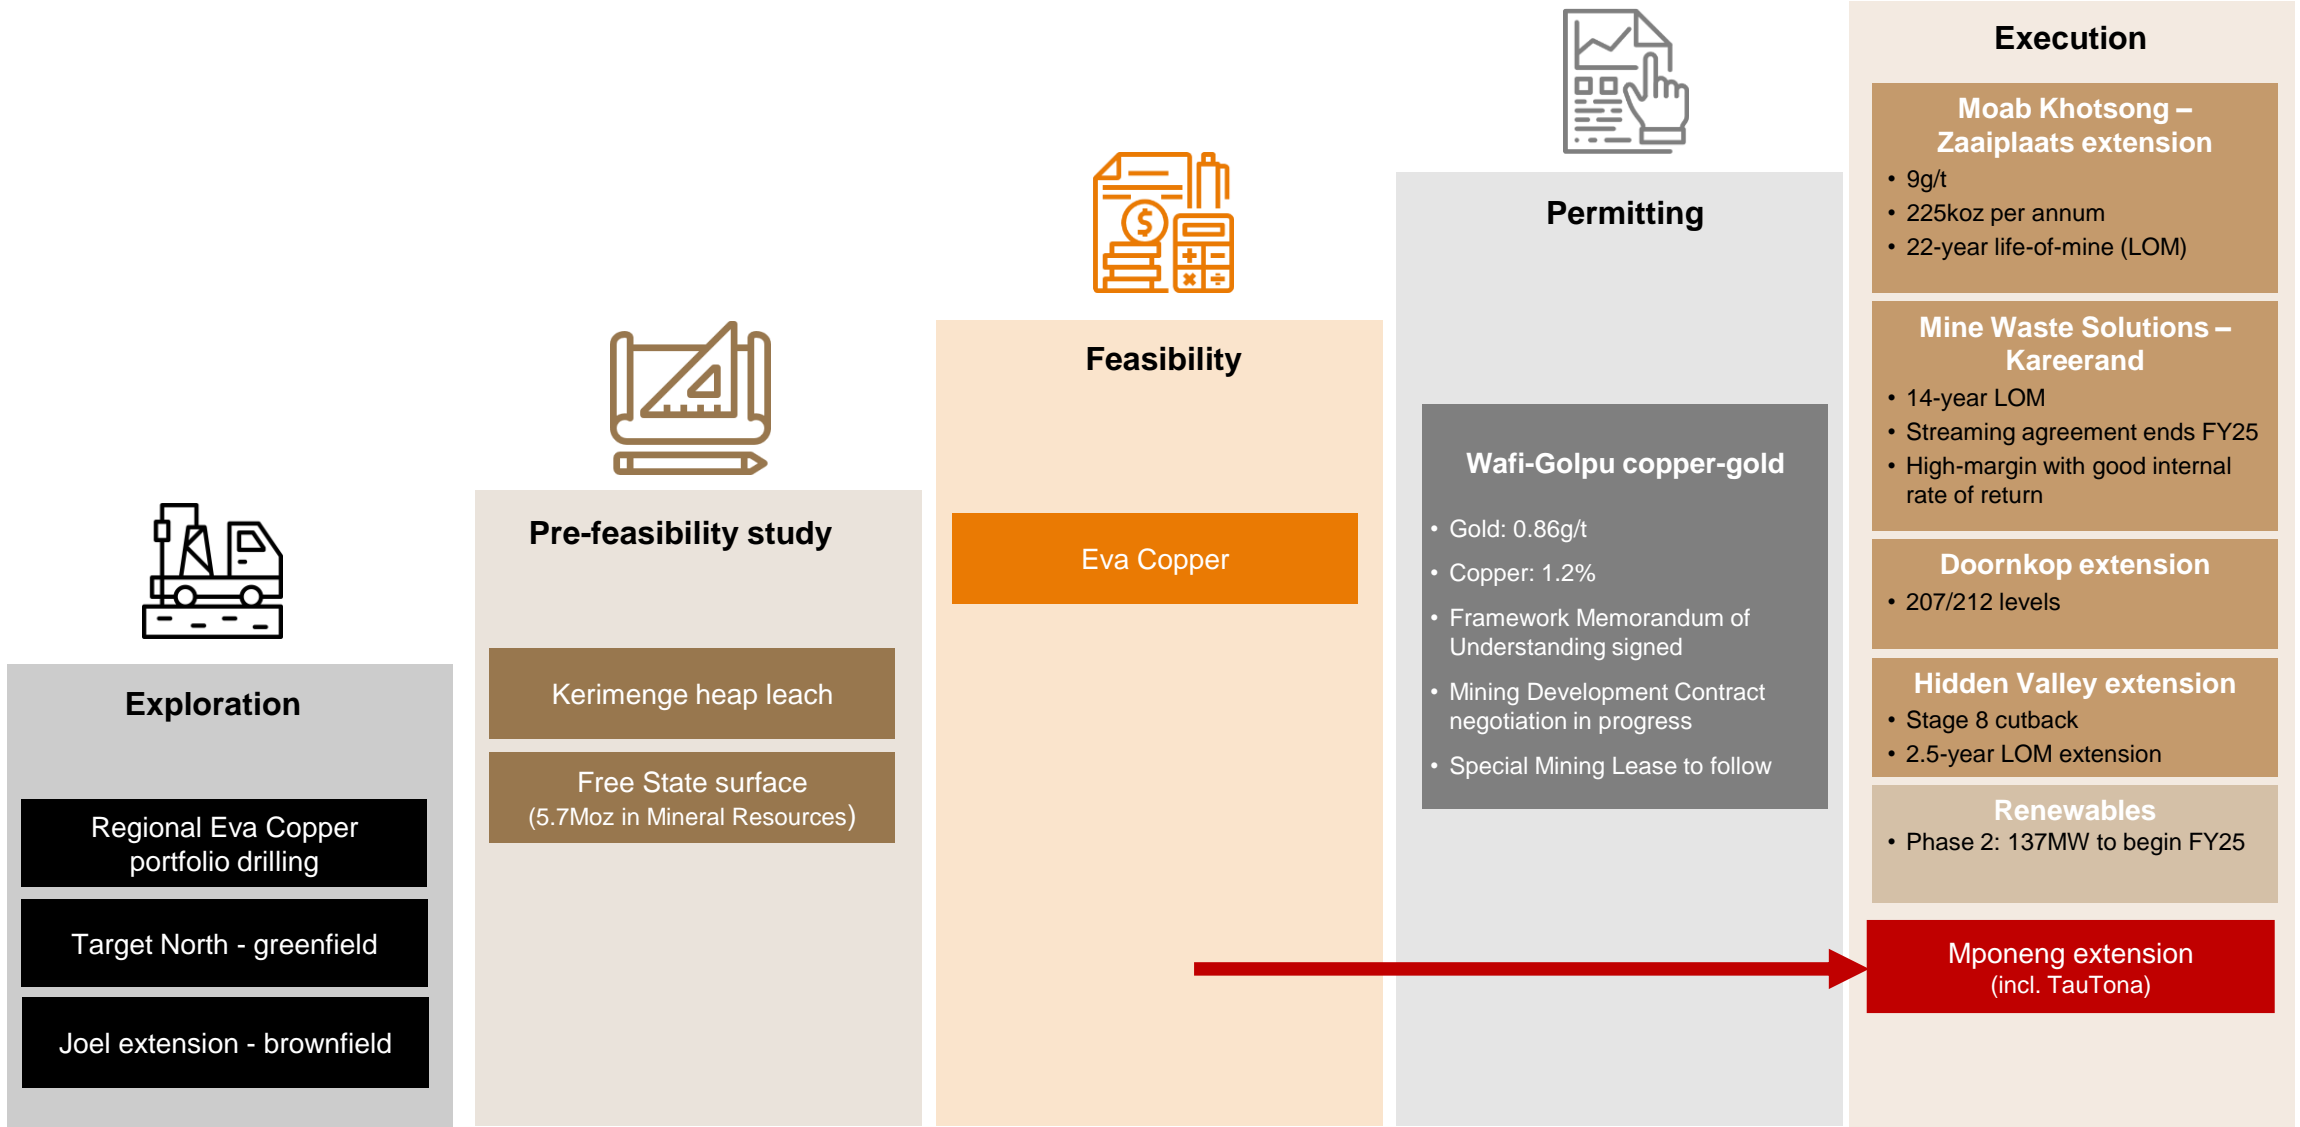 Exploration
Regional Eva Copper
portfolio drilling
Target North - greenfield
Joel extension - brownfield
Pre-feasibility study
Kerimenge heap leach
Free State surface
(5.7Moz in Mineral Resources)
Feasibility
Eva Copper
Permitting
Wafi-Golpu copper-gold
• Gold: 0.86g/t
• Copper: 1.2%
• Framework Memorandum of
Understanding signed
• Mining Development Contract
negotiation in progress
• Special Mining Lease to follow
Execution
Moab Khotsong –
Zaaiplaats extension
• 9g/t
• 225koz per annum
• 22-year life-of-mine (LOM)
Mine Waste Solutions –
Kareerand
• 14-year LOM
• Streaming agreement ends FY25
• High-margin with good internal
rate of return
Doornkop extension
• 207/212 levels
Hidden Valley extension
• Stage 8 cutback
• 2.5-year LOM extension
Renewables
• Phase 2: 137MW to begin FY25
Mponeng extension
(incl. TauTona)